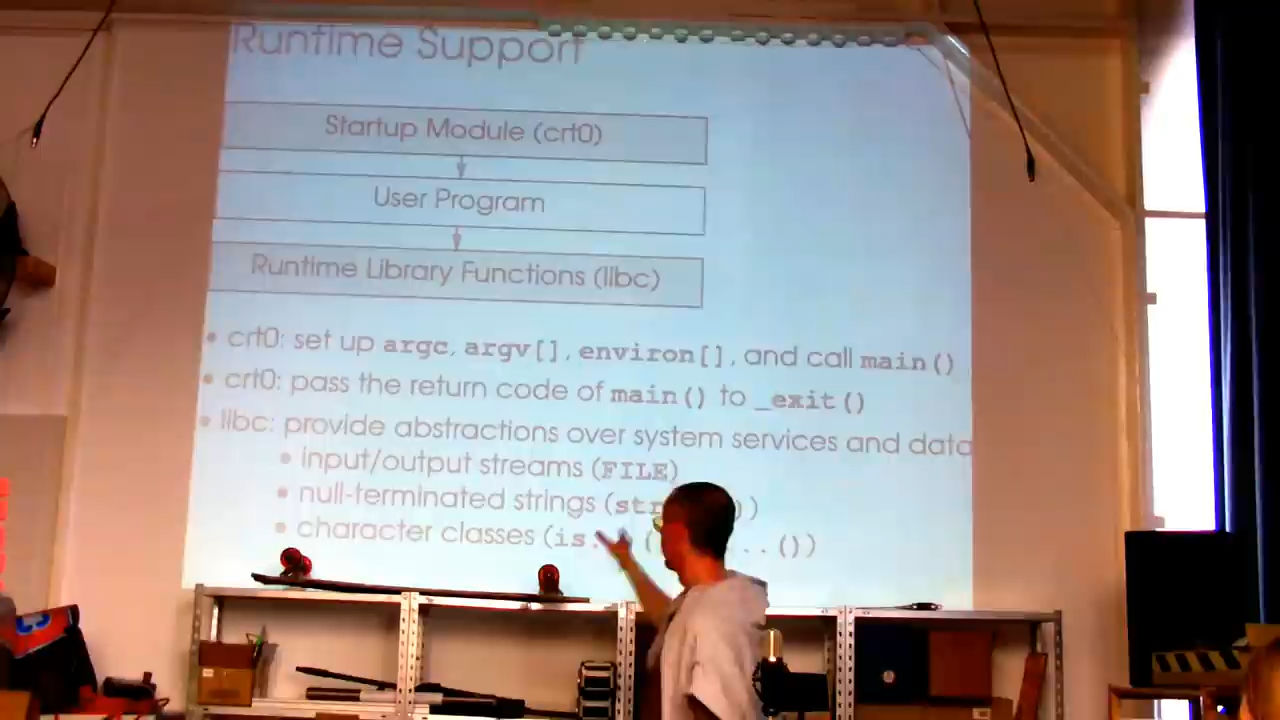 Runtime Support
Startup Module (crt0)
User Program
Runtime Library Functions (libc)
• crt0: set up argc, argv[], environ[], and call main()
• crt0: pass the return code of main() to _exit()
• libc: provide abstractions over system services and data
• input/output streams (FILE)
• null-terminated strings (str))
• character classes (is...(...())